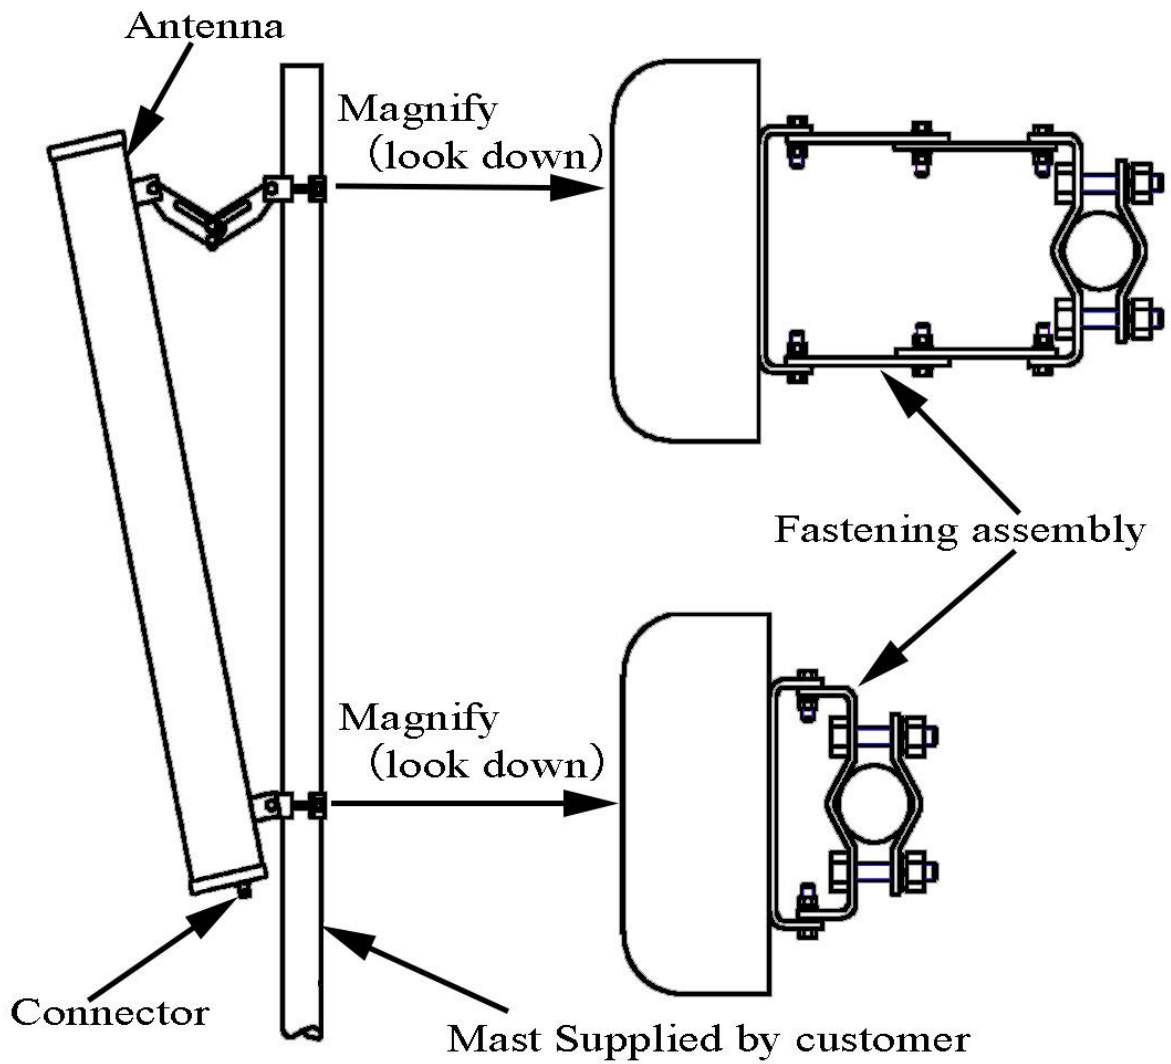 Antenna
Magnify
（look down）
Fastening assembly
Magnify
（look down）
Connector
Mast Supplied by customer